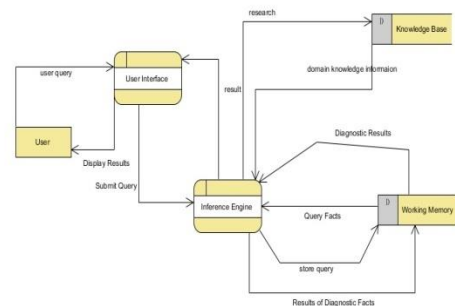 research
D
Knowledge Base
user query
User Interface
domain knowledge informaion
result
User
Display Results
Diagnostic Results
Submit Query
D
Working Memory
Inference Engine
Query Facts
store query
Results of Diagnostic Facts